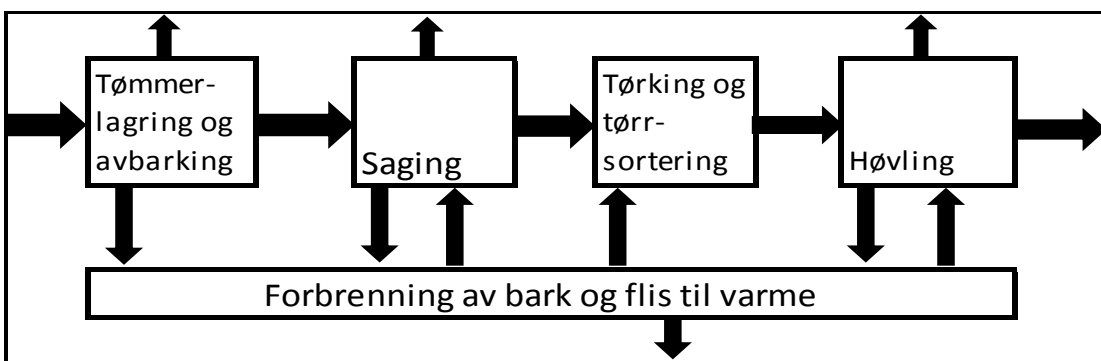 Tømmer-
lagring og
avbarking
Saging
Tørking og
tørr-
sortering
Høvling
Forbrenning av bark og flis til varme